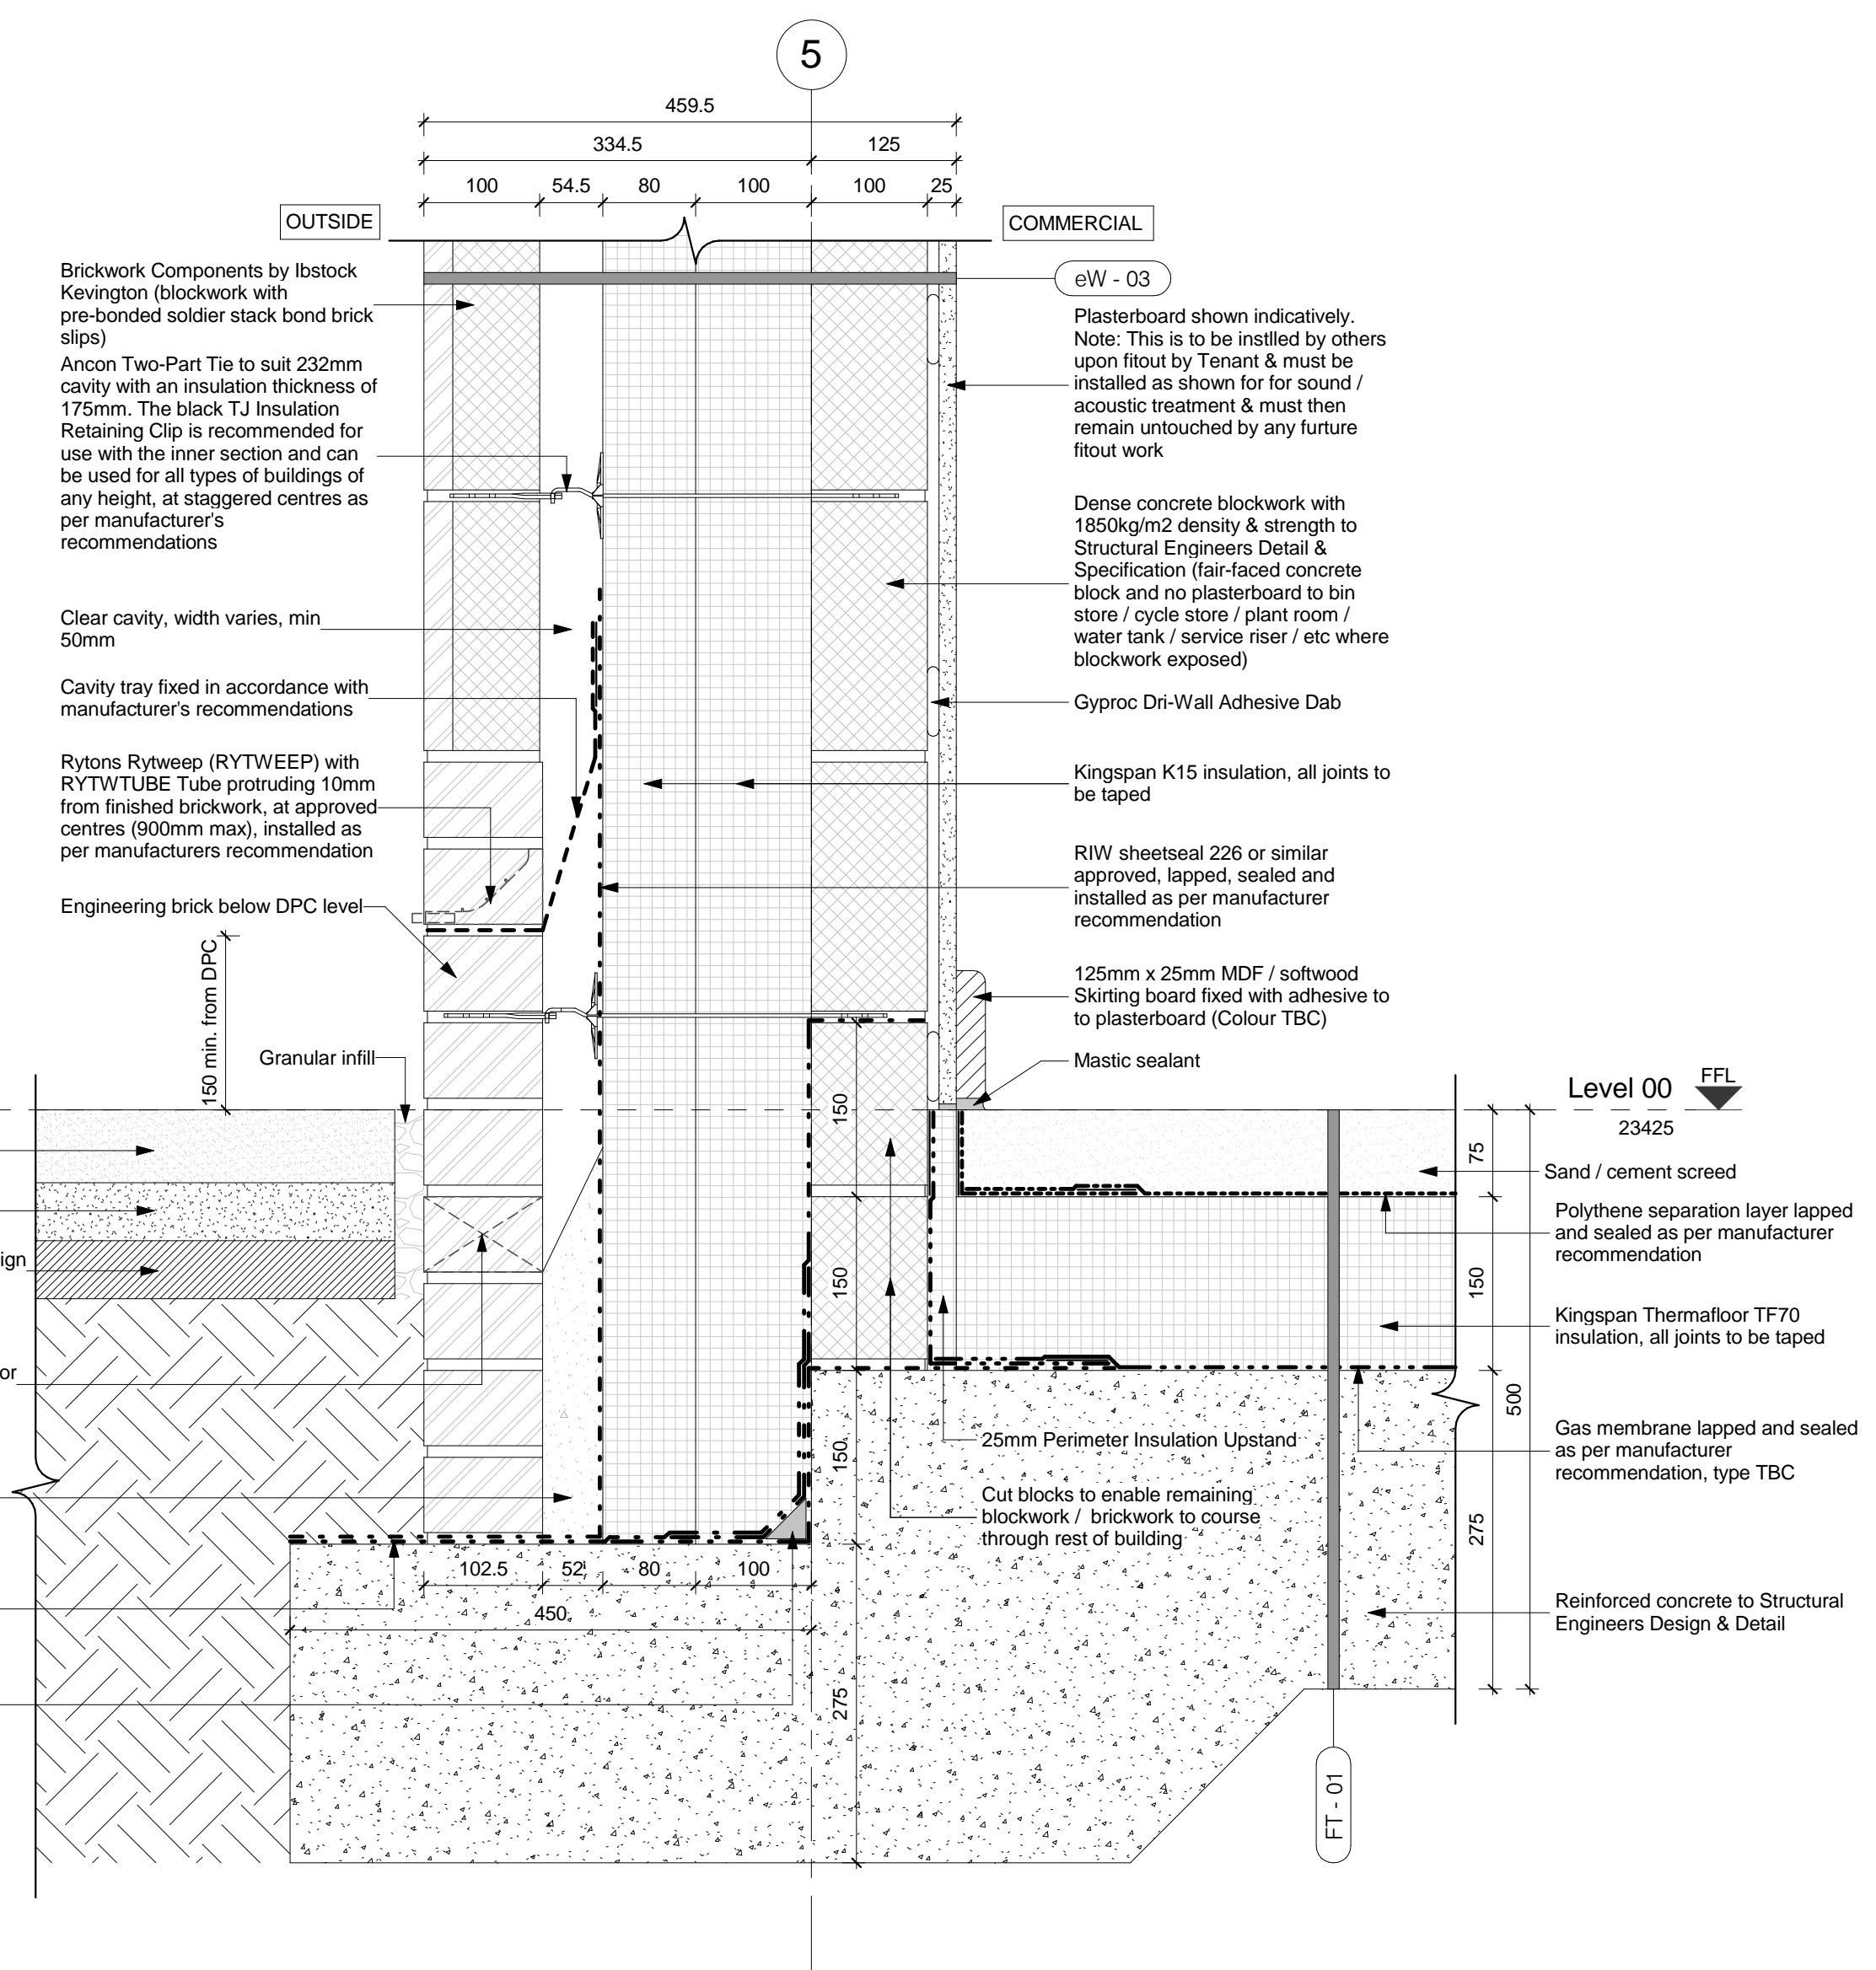 5
459.5
334.5
125
100
54.5
80
100
100
25
OUTSIDE
COMMERCIAL
eW - 03
Brickwork Components by Ibstock
Kevington (blockwork with
pre-bonded soldier stack bond brick
slips)
Ancon Two-Part Tie to suit 232mm
cavity with an insulation thickness of
175mm. The black TJ Insulation
Retaining Clip is recommended for
use with the inner section and can
be used for all types of buildings of
any height, at staggered centres as
per manufacturer's
recommendations
Clear cavity, width varies, min
50mm
Cavity tray fixed in accordance with
manufacturer's recommendations
Rytons Rytweep (RYTWEEP) with
RYTWTUBE Tube protruding 10mm
from finished brickwork, at approved
centres (900mm max), installed as
per manufacturers recommendation
Engineering brick below DPC level
150 min. from DPC
Granular infill
ign
or
Plasterboard shown indicatively.
Note: This is to be instlled by others
upon fitout by Tenant & must be
installed as shown for for sound /
acoustic treatment & must then
remain untouched by any furture
fitout work
Dense concrete blockwork with
1850kg/m2 density & strength to
Structural Engineers Detail &
Specification (fair-faced concrete
block and no plasterboard to bin
store / cycle store / plant room /
water tank / service riser / etc where
blockwork exposed)
Gyproc Dri-Wall Adhesive Dab
Kingspan K15 insulation, all joints to
be taped
RIW sheetseal 226 or similar
approved, lapped, sealed and
installed as per manufacturer
recommendation
125mm x 25mm MDF / softwood
Skirting board fixed with adhesive to
to plasterboard (Colour TBC)
Mastic sealant
Level 00
FFL
23425
Sand / cement screed
Polythene separation layer lapped
and sealed as per manufacturer
recommendation
Kingspan Thermafloor TF70
insulation, all joints to be taped
Gas membrane lapped and sealed
as per manufacturer
recommendation, type TBC
Reinforced concrete to Structural
Engineers Design & Detail
25mm Perimeter Insulation Upstand
Cut blocks to enable remaining
blockwork / brickwork to course
through rest of building
150
150
150
275
75
150
275
500
102.5
52
80
100
450
FT - 01